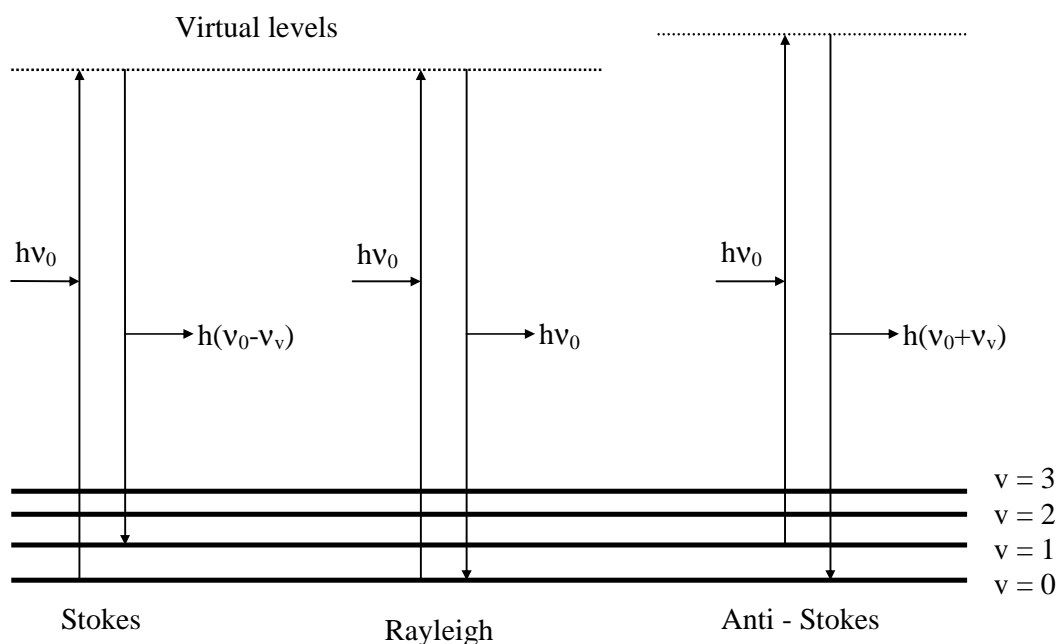 Virtual levels
hν₀
hν₀
hν₀
h(ν₀-νᵥ)
hν₀
h(ν₀+νᵥ)
v = 3
v = 2
v = 1
v = 0
Stokes
Rayleigh
Anti - Stokes